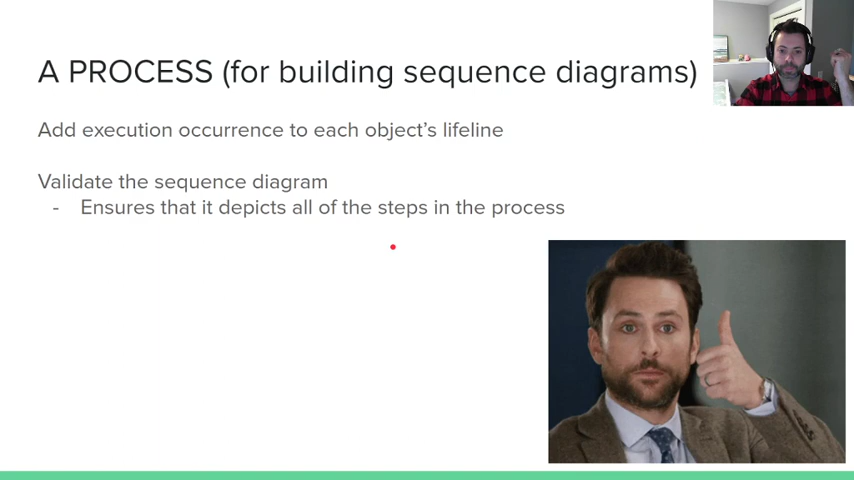 A PROCESS (for building sequence diagrams)
Add execution occurrence to each object’s lifeline
Validate the sequence diagram
- Ensures that it depicts all of the steps in the process